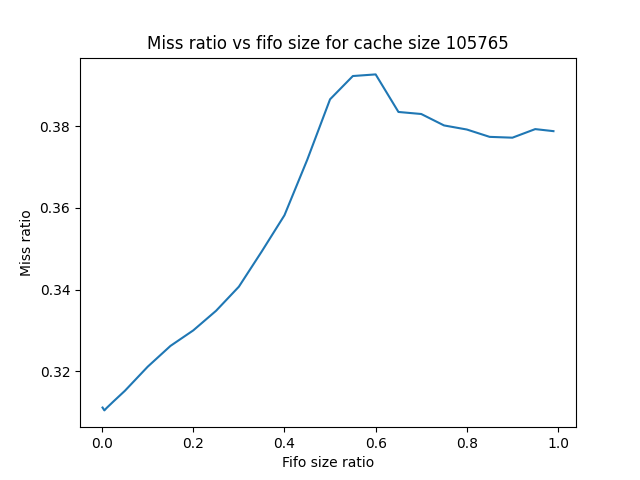 Miss ratio vs fifo size for cache size 105765
0.38
0.36
0.34
0.32
Miss ratio
0.0 0.2 0.4 0.6 0.8 1.0
Fifo size ratio